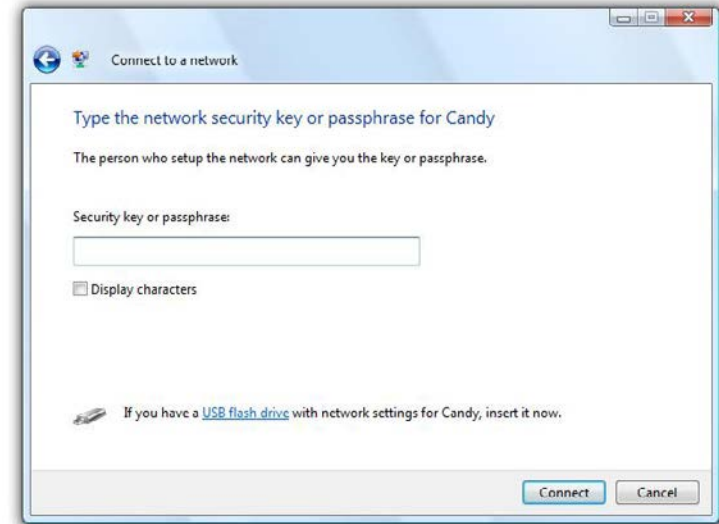 Connect to a network
Type the network security key or passphrase for Candy
The person who setup the network can give you the key or passphrase.
Security key or passphrase:
Display characters
If you have a USB flash drive with network settings for Candy, insert it now.
Connect
Cancel